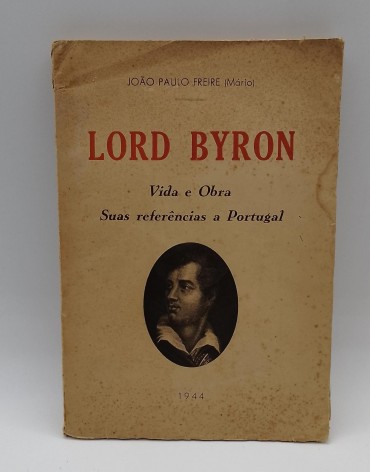 JOÃO PAULO FREIRE (Mário)
LORD BYRON
Vida e Obra
Suas referências a Portugal
1944